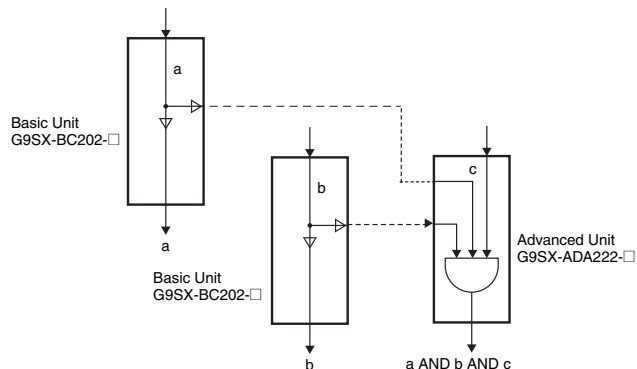 a
Basic Unit
G9SX-BC202-□
a
b
Basic Unit
G9SX-BC202-□
b
c
Advanced Unit
G9SX-ADA222-□
a AND b AND c